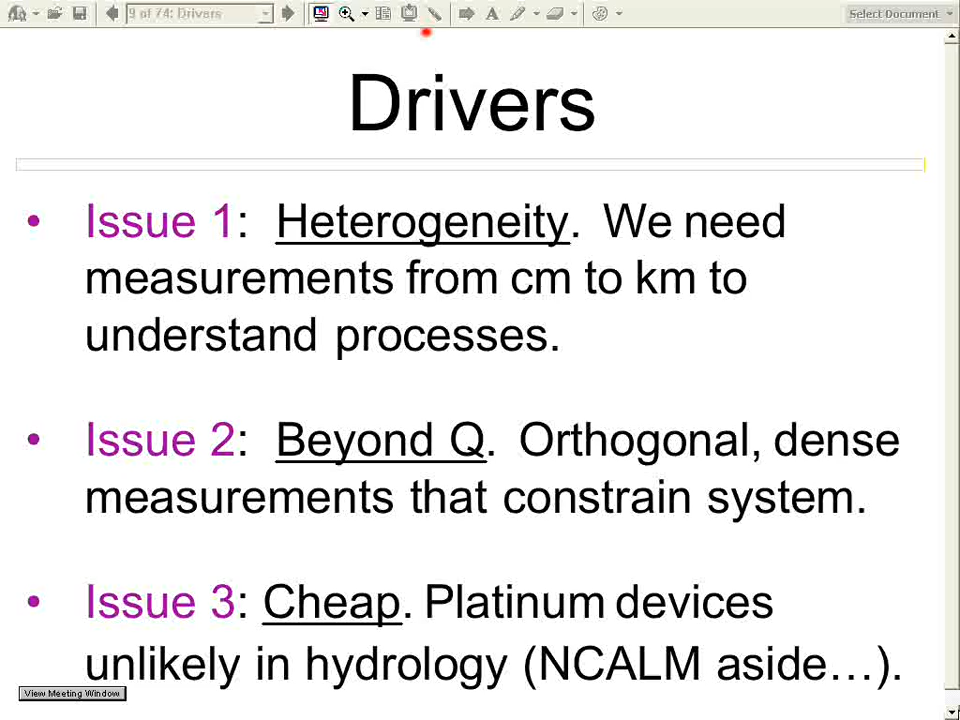 9 of 74: Drivers
Select Document
Drivers
• Issue 1: Heterogeneity. We need
measurements from cm to km to
understand processes.
• Issue 2: Beyond Q. Orthogonal, dense
measurements that constrain system.
• Issue 3: Cheap. Platinum devices
unlikely in hydrology (NCALM aside…).
View Meeting Window